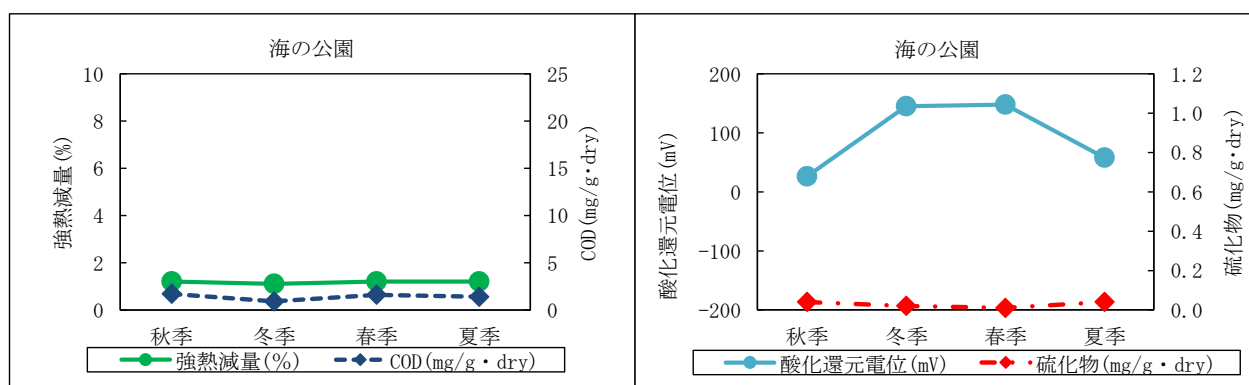 海の公園
10
8
6
4
2
0
強熱減量(%)
25
20
15
10
5
0
COD(mg/g・dry)
秋季 冬季 春季 夏季
強熱減量(%) COD(mg/g・dry)
海の公園
200
100
0
-100
-200
酸化還元電位(mV)
1.2
1.0
0.8
0.6
0.4
0.2
0.0
硫化物(mg/g・dry)
秋季 冬季 春季 夏季
酸化還元電位(mV) 硫化物(mg/g・dry)